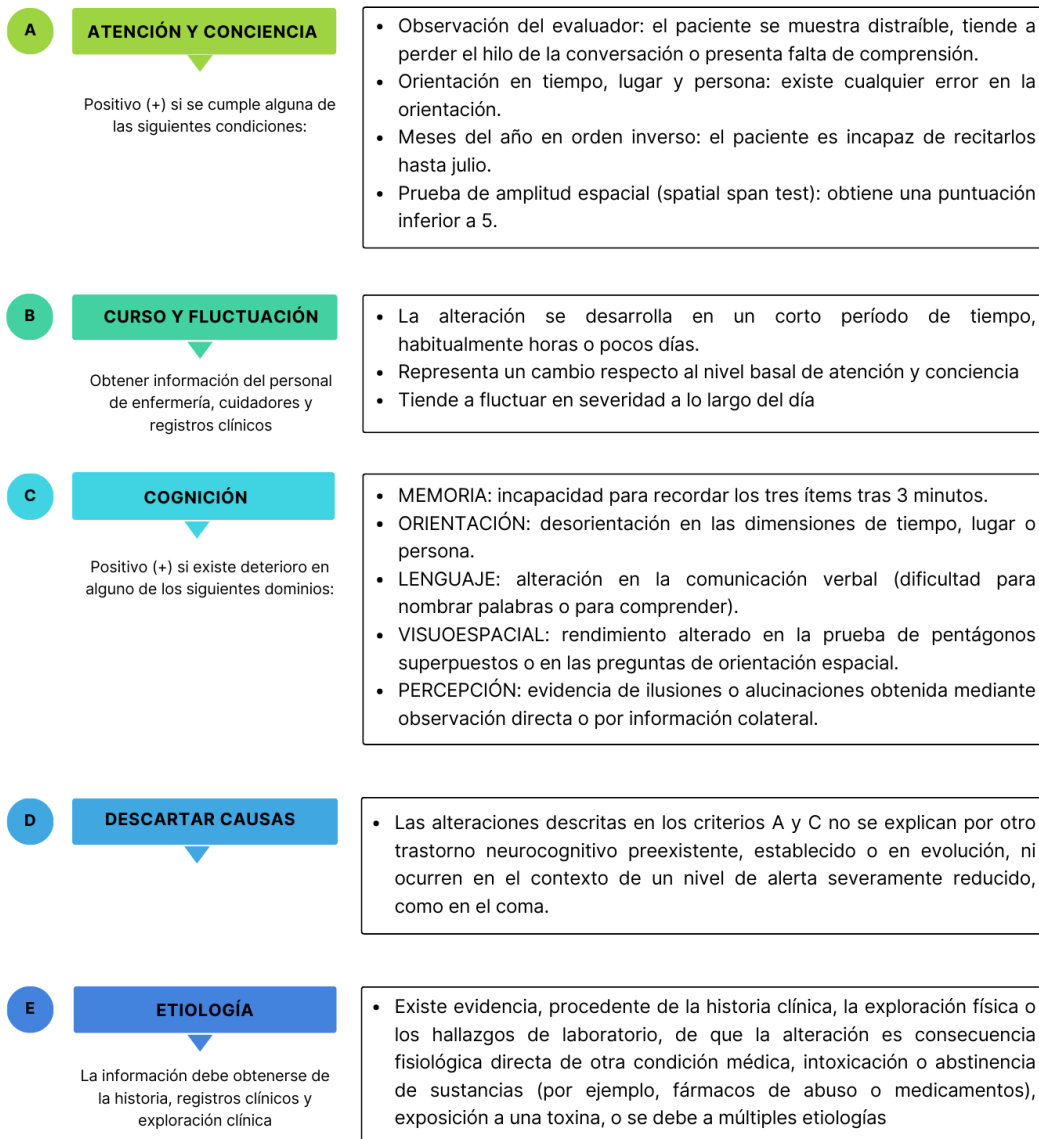 A
ATENCIÓN Y CONCIENCIA
Positivo (+) si se cumple alguna de
las siguientes condiciones:
• Observación del evaluador: el paciente se muestra distraíble, tiende a
perder el hilo de la conversación o presenta falta de comprensión.
• Orientación en tiempo, lugar y persona: existe cualquier error en la
orientación.
• Meses del año en orden inverso: el paciente es incapaz de recitarlos
hasta julio.
• Prueba de amplitud espacial (spatial span test): obtiene una puntuación
inferior a 5.
B
CURSO Y FLUCTUACIÓN
Obtener información del personal
de enfermería, cuidadores y
registros clínicos
• La alteración se desarrolla en un corto período de tiempo,
habitualmente horas o pocos días.
• Representa un cambio respecto al nivel basal de atención y conciencia
• Tiende a fluctuar en severidad a lo largo del día
C
COGNICIÓN
Positivo (+) si existe deterioro en
alguno de los siguientes dominios:
• MEMORIA: incapacidad para recordar los tres ítems tras 3 minutos.
• ORIENTACIÓN: desorientación en las dimensiones de tiempo, lugar o
persona.
• LENGUAJE: alteración en la comunicación verbal (dificultad para
nombrar palabras o para comprender).
• VISUOESPACIAL: rendimiento alterado en la prueba de pentágonos
superpuestos o en las preguntas de orientación espacial.
• PERCEPCIÓN: evidencia de ilusiones o alucinaciones obtenida mediante
observación directa o por información colateral.
D
DESCARTAR CAUSAS
• Las alteraciones descritas en los criterios A y C no se explican por otro
trastorno neurocognitivo preexistente, establecido o en evolución, ni
ocurren en el contexto de un nivel de alerta severamente reducido,
como en el coma.
E
ETIOLOGÍA
La información debe obtenerse de
la historia, registros clínicos y
exploración clínica
• Existe evidencia, procedente de la historia clínica, la exploración física o
los hallazgos de laboratorio, de que la alteración es consecuencia
fisiológica directa de otra condición médica, intoxicación o abstinencia
de sustancias (por ejemplo, fármacos de abuso o medicamentos),
exposición a una toxina, o se debe a múltiples etiologías